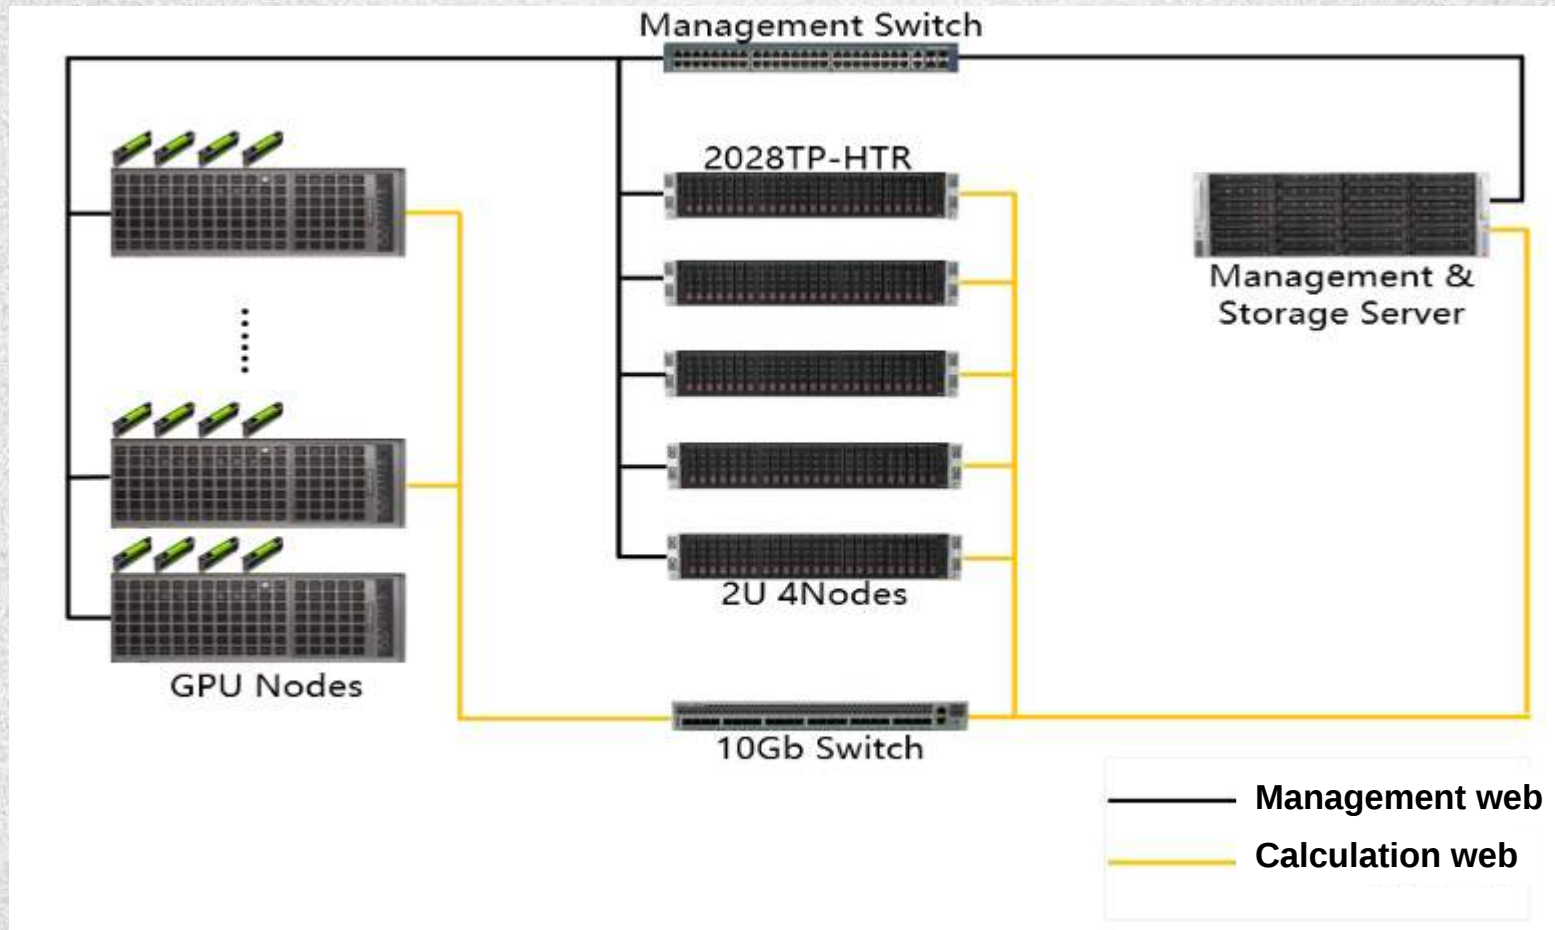 Management Switch
2028TP-HTR
Management &
Storage Server
2U 4Nodes
GPU Nodes
10Gb Switch
Management web
Calculation web